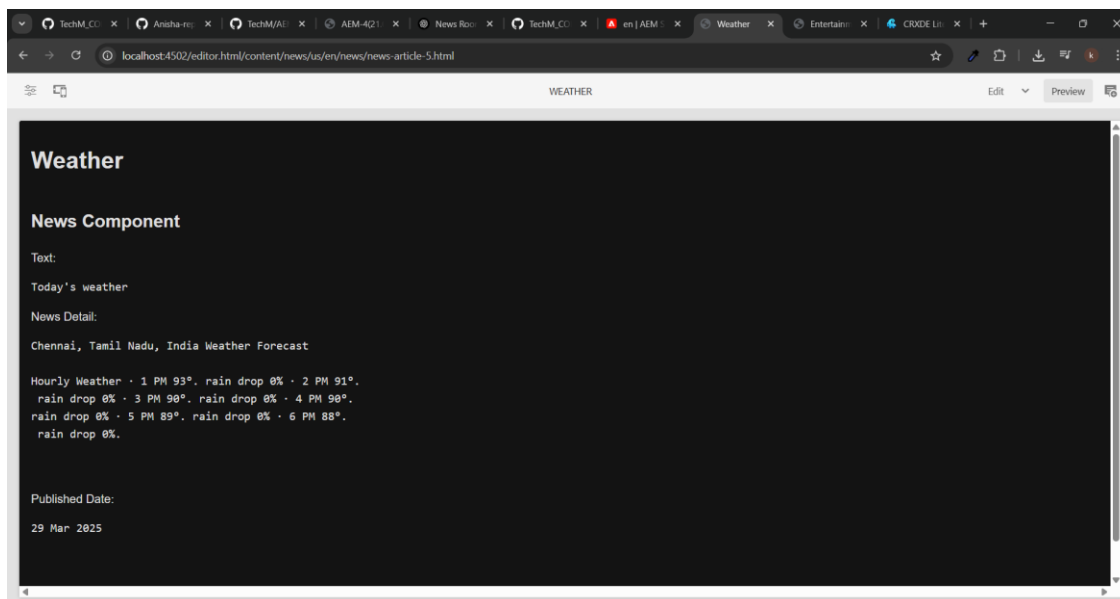 TechM_CO
Anisha-rep
TechM/AE
AEM-4(21
News Roo
TechM_CO
en | AEM S
Weather
Entertainm
CRXDE Lit
localhost:4502/editor.html/content/news/us/en/news/news-article-5.html
k
WEATHER
Edit
Preview
Weather
News Component
Text:
Today's weather
News Detail:
Chennai, Tamil Nadu, India Weather Forecast
Hourly Weather · 1 PM 93°. rain drop 0% · 2 PM 91°.
rain drop 0% · 3 PM 90°. rain drop 0% · 4 PM 90°.
rain drop 0% · 5 PM 89°. rain drop 0% · 6 PM 88°.
rain drop 0%.
Published Date:
29 Mar 2025